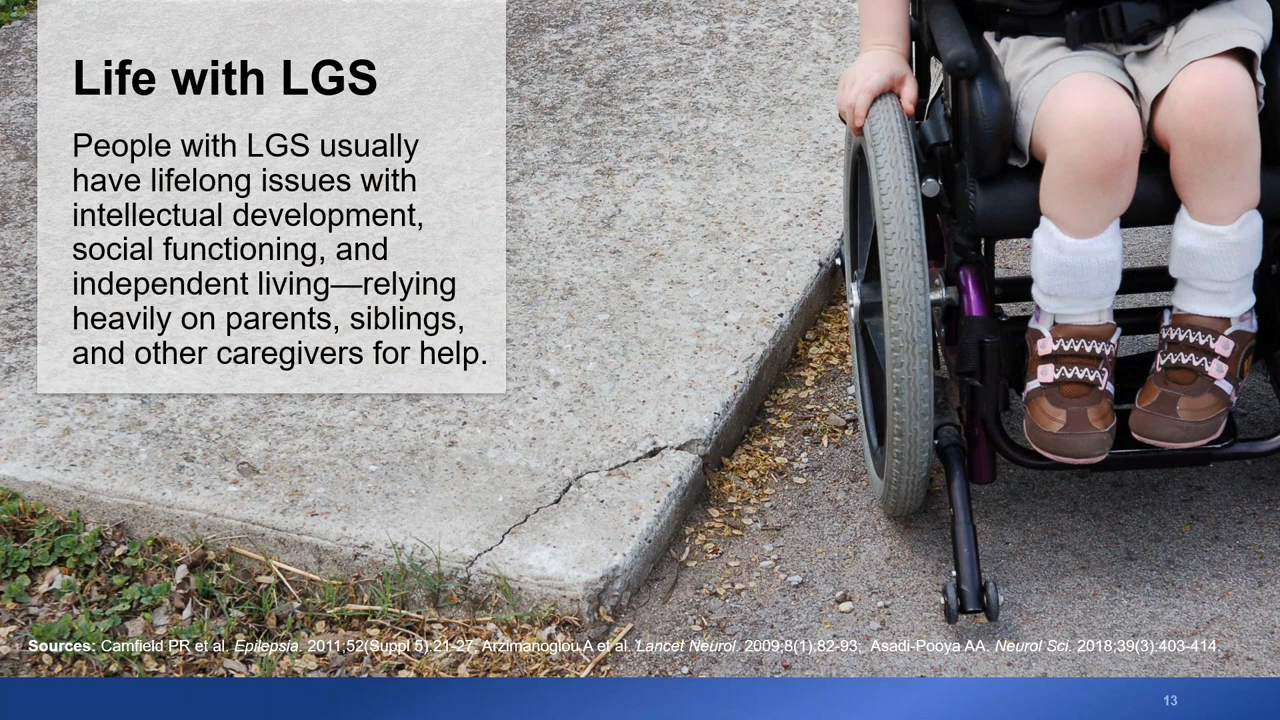 Life with LGS
People with LGS usually
have lifelong issues with
intellectual development,
social functioning, and
independent living—relying
heavily on parents, siblings,
and other caregivers for help.
Sources: Camfield PR et al. Epilepsia. 2011;52(Suppl 5):21-27; Arzimanoglou A et al. Lancet Neurol. 2009;8(1):82-93; Asadi-Pooya AA. Neurol Sci. 2018;39(3):403-414.
13